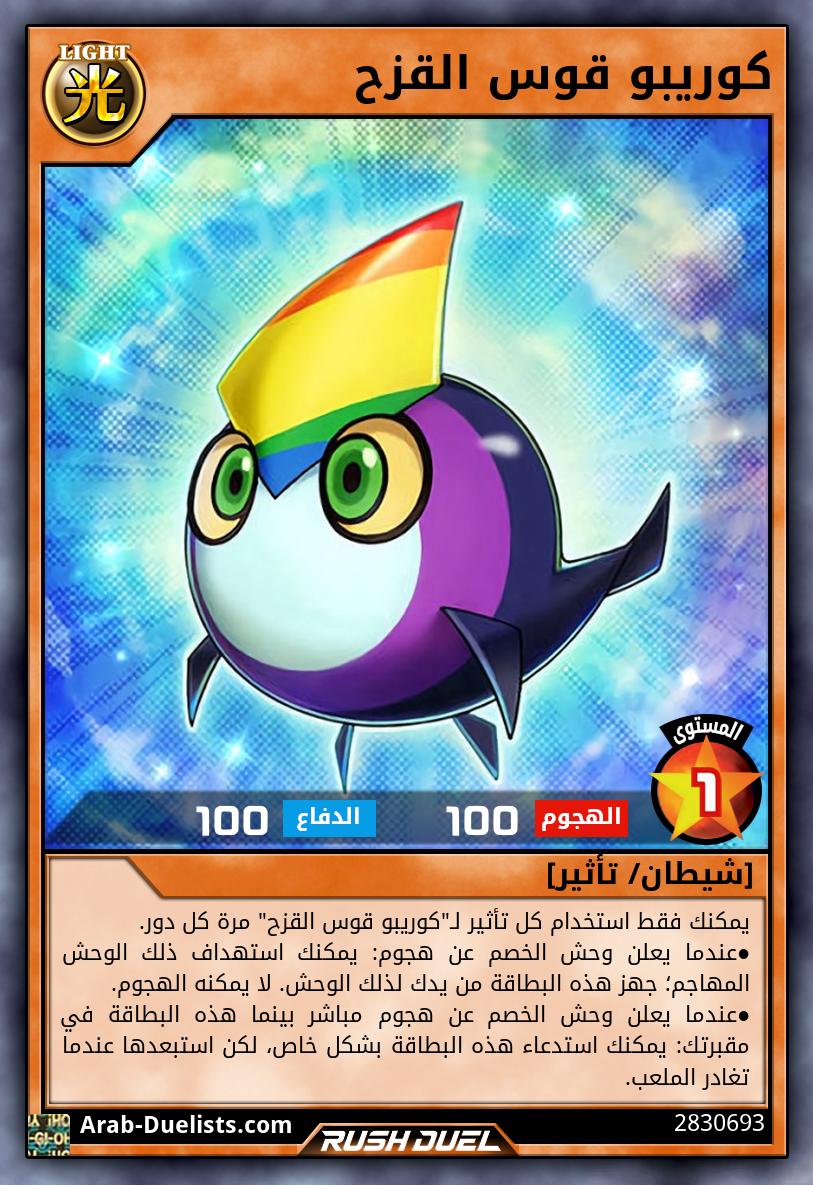 LIGHT
光
كوريبو قوس القزح
المستوى
1
الهجوم 100 الدفاع 100
[شيطان/ تأثير]
يمكنك فقط استخدام كل تأثير لـ"كوريبو قوس القزح" مرة كل دور.
●عندما يعلن وحش الخصم عن هجوم: يمكنك استهداف ذلك الوحش
المهاجم؛ جهز هذه البطاقة من يدك لذلك الوحش. لا يمكنه الهجوم.
●عندما يعلن وحش الخصم عن هجوم مباشر بينما هذه البطاقة في
مقبرتك: يمكنك استدعاء هذه البطاقة بشكل خاص، لكن استبعدها عندما
تغادر الملعب.
Arab-Duelists.com
RUSH DUEL
2830693